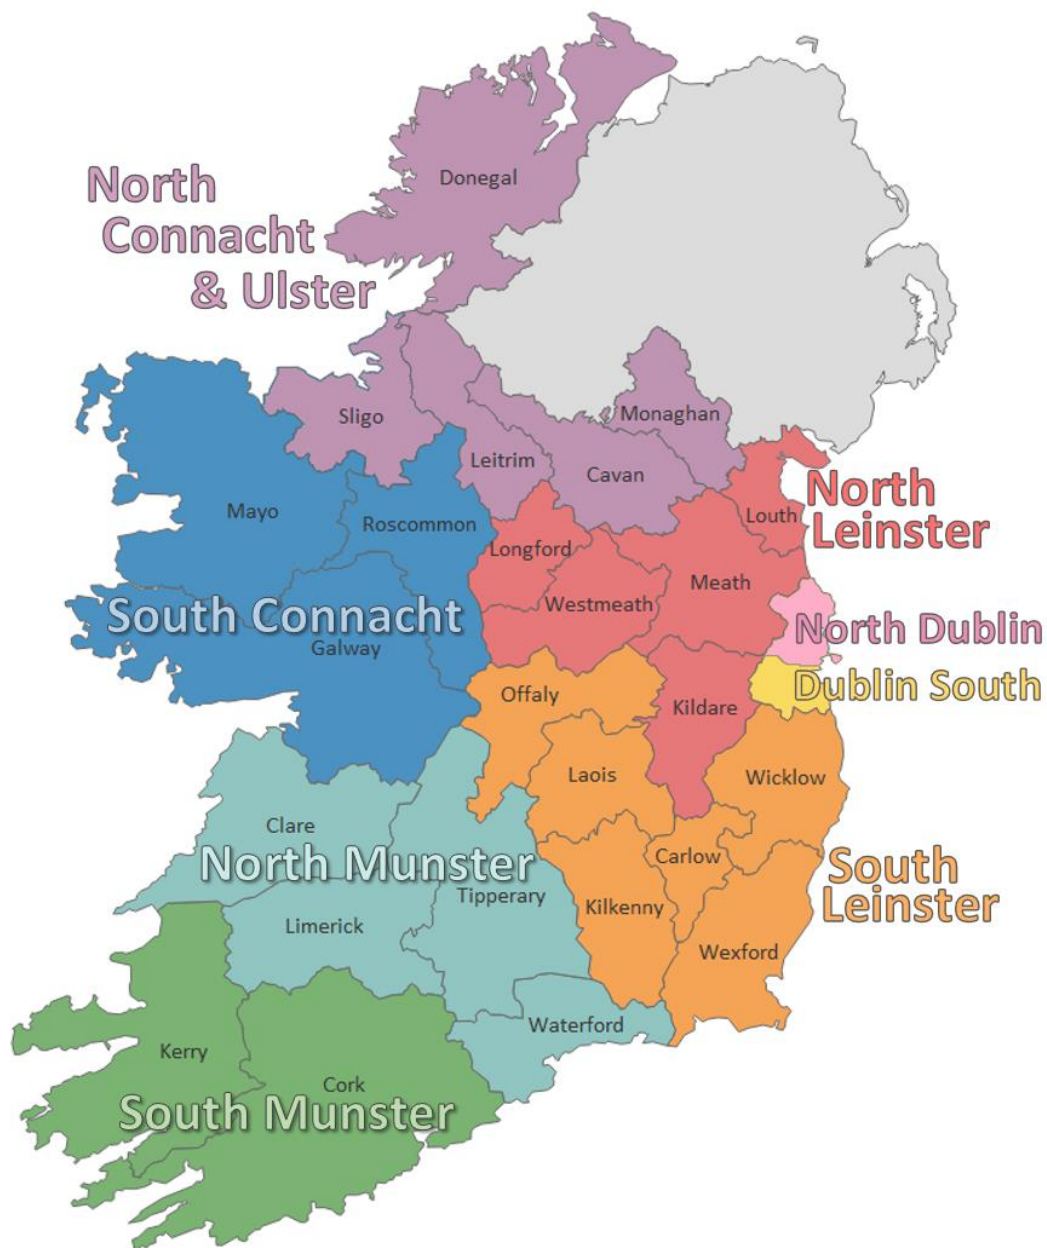 Donegal
North
Connacht
& Ulster
Monaghan
Sligo
Leitrim
Cavan
North
Leinster
Mayo
Roscommon
Louth
Longford
Meath
Westmeath
South Connacht
Galway
North Dublin
Dublin South
Offaly
Kildare
Laois
Wicklow
Clare
North Munster
Carlow
South
Leinster
Tipperary
Kilkenny
Limerick
Wexford
Waterford
Kerry
Cork
South Munster